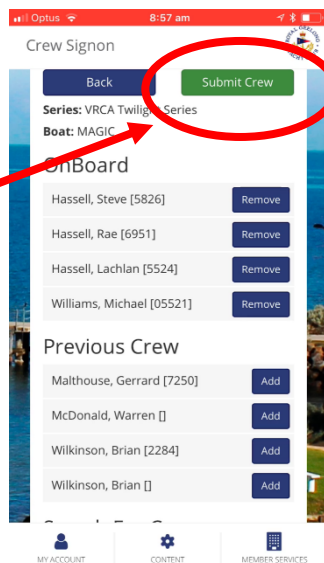 Optus 8:57 am
Crew Signon
Back Submit Crew
Series: VRCA Twilight Series
Boat: MAGIC
OnBoard
Hassell, Steve [5826] Remove
Hassell, Rae [6951] Remove
Hassell, Lachlan [5524] Remove
Williams, Michael [05521] Remove
Previous Crew
Malthouse, Gerrard [7250] Add
McDonald, Warren [] Add
Wilkinson, Brian [2284] Add
Wilkinson, Brian [] Add
MY ACCOUNT CONTENT MEMBER SERVICES